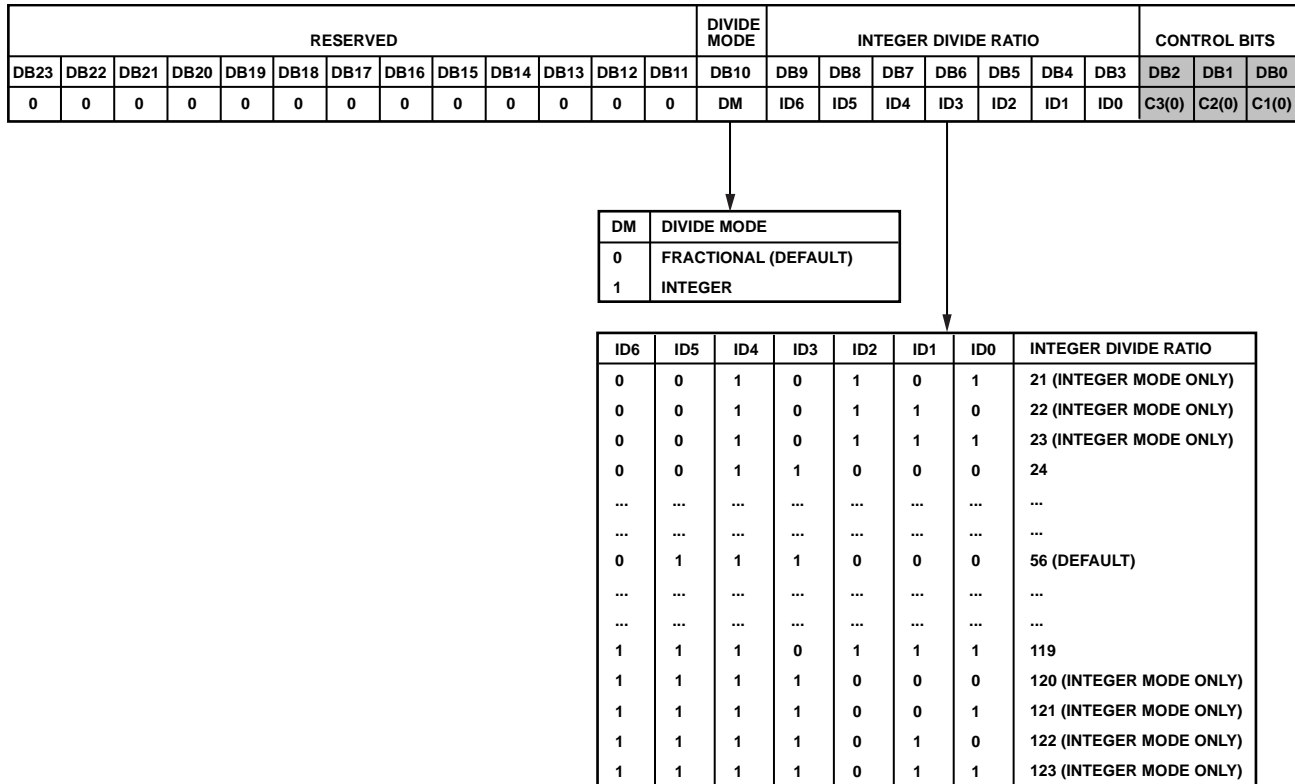 RESERVED DIVIDE MODE INTEGER DIVIDE RATIO CONTROL BITS
DB23 DB22 DB21 DB20 DB19 DB18 DB17 DB16 DB15 DB14 DB13 DB12 DB11 DB10 DB9 DB8 DB7 DB6 DB5 DB4 DB3 DB2 DB1 DB0
0 0 0 0 0 0 0 0 0 0 0 0 0 DM ID6 ID5 ID4 ID3 ID2 ID1 ID0 C3(0) C2(0) C1(0)
DM DIVIDE MODE
0 FRACTIONAL (DEFAULT)
1 INTEGER
ID6 ID5 ID4 ID3 ID2 ID1 ID0 INTEGER DIVIDE RATIO
0 0 1 0 1 0 1 21 (INTEGER MODE ONLY)
0 0 1 0 1 1 0 22 (INTEGER MODE ONLY)
0 0 1 0 1 1 1 23 (INTEGER MODE ONLY)
0 0 1 1 0 0 0 24
... ... ... ... ... ... ... ...
... ... ... ... ... ... ... ...
0 1 1 1 0 0 0 56 (DEFAULT)
... ... ... ... ... ... ... ...
... ... ... ... ... ... ... ...
1 1 1 0 1 1 1 119
1 1 1 1 0 0 0 120 (INTEGER MODE ONLY)
1 1 1 1 0 0 1 121 (INTEGER MODE ONLY)
1 1 1 1 0 1 0 122 (INTEGER MODE ONLY)
1 1 1 1 0 1 1 123 (INTEGER MODE ONLY)